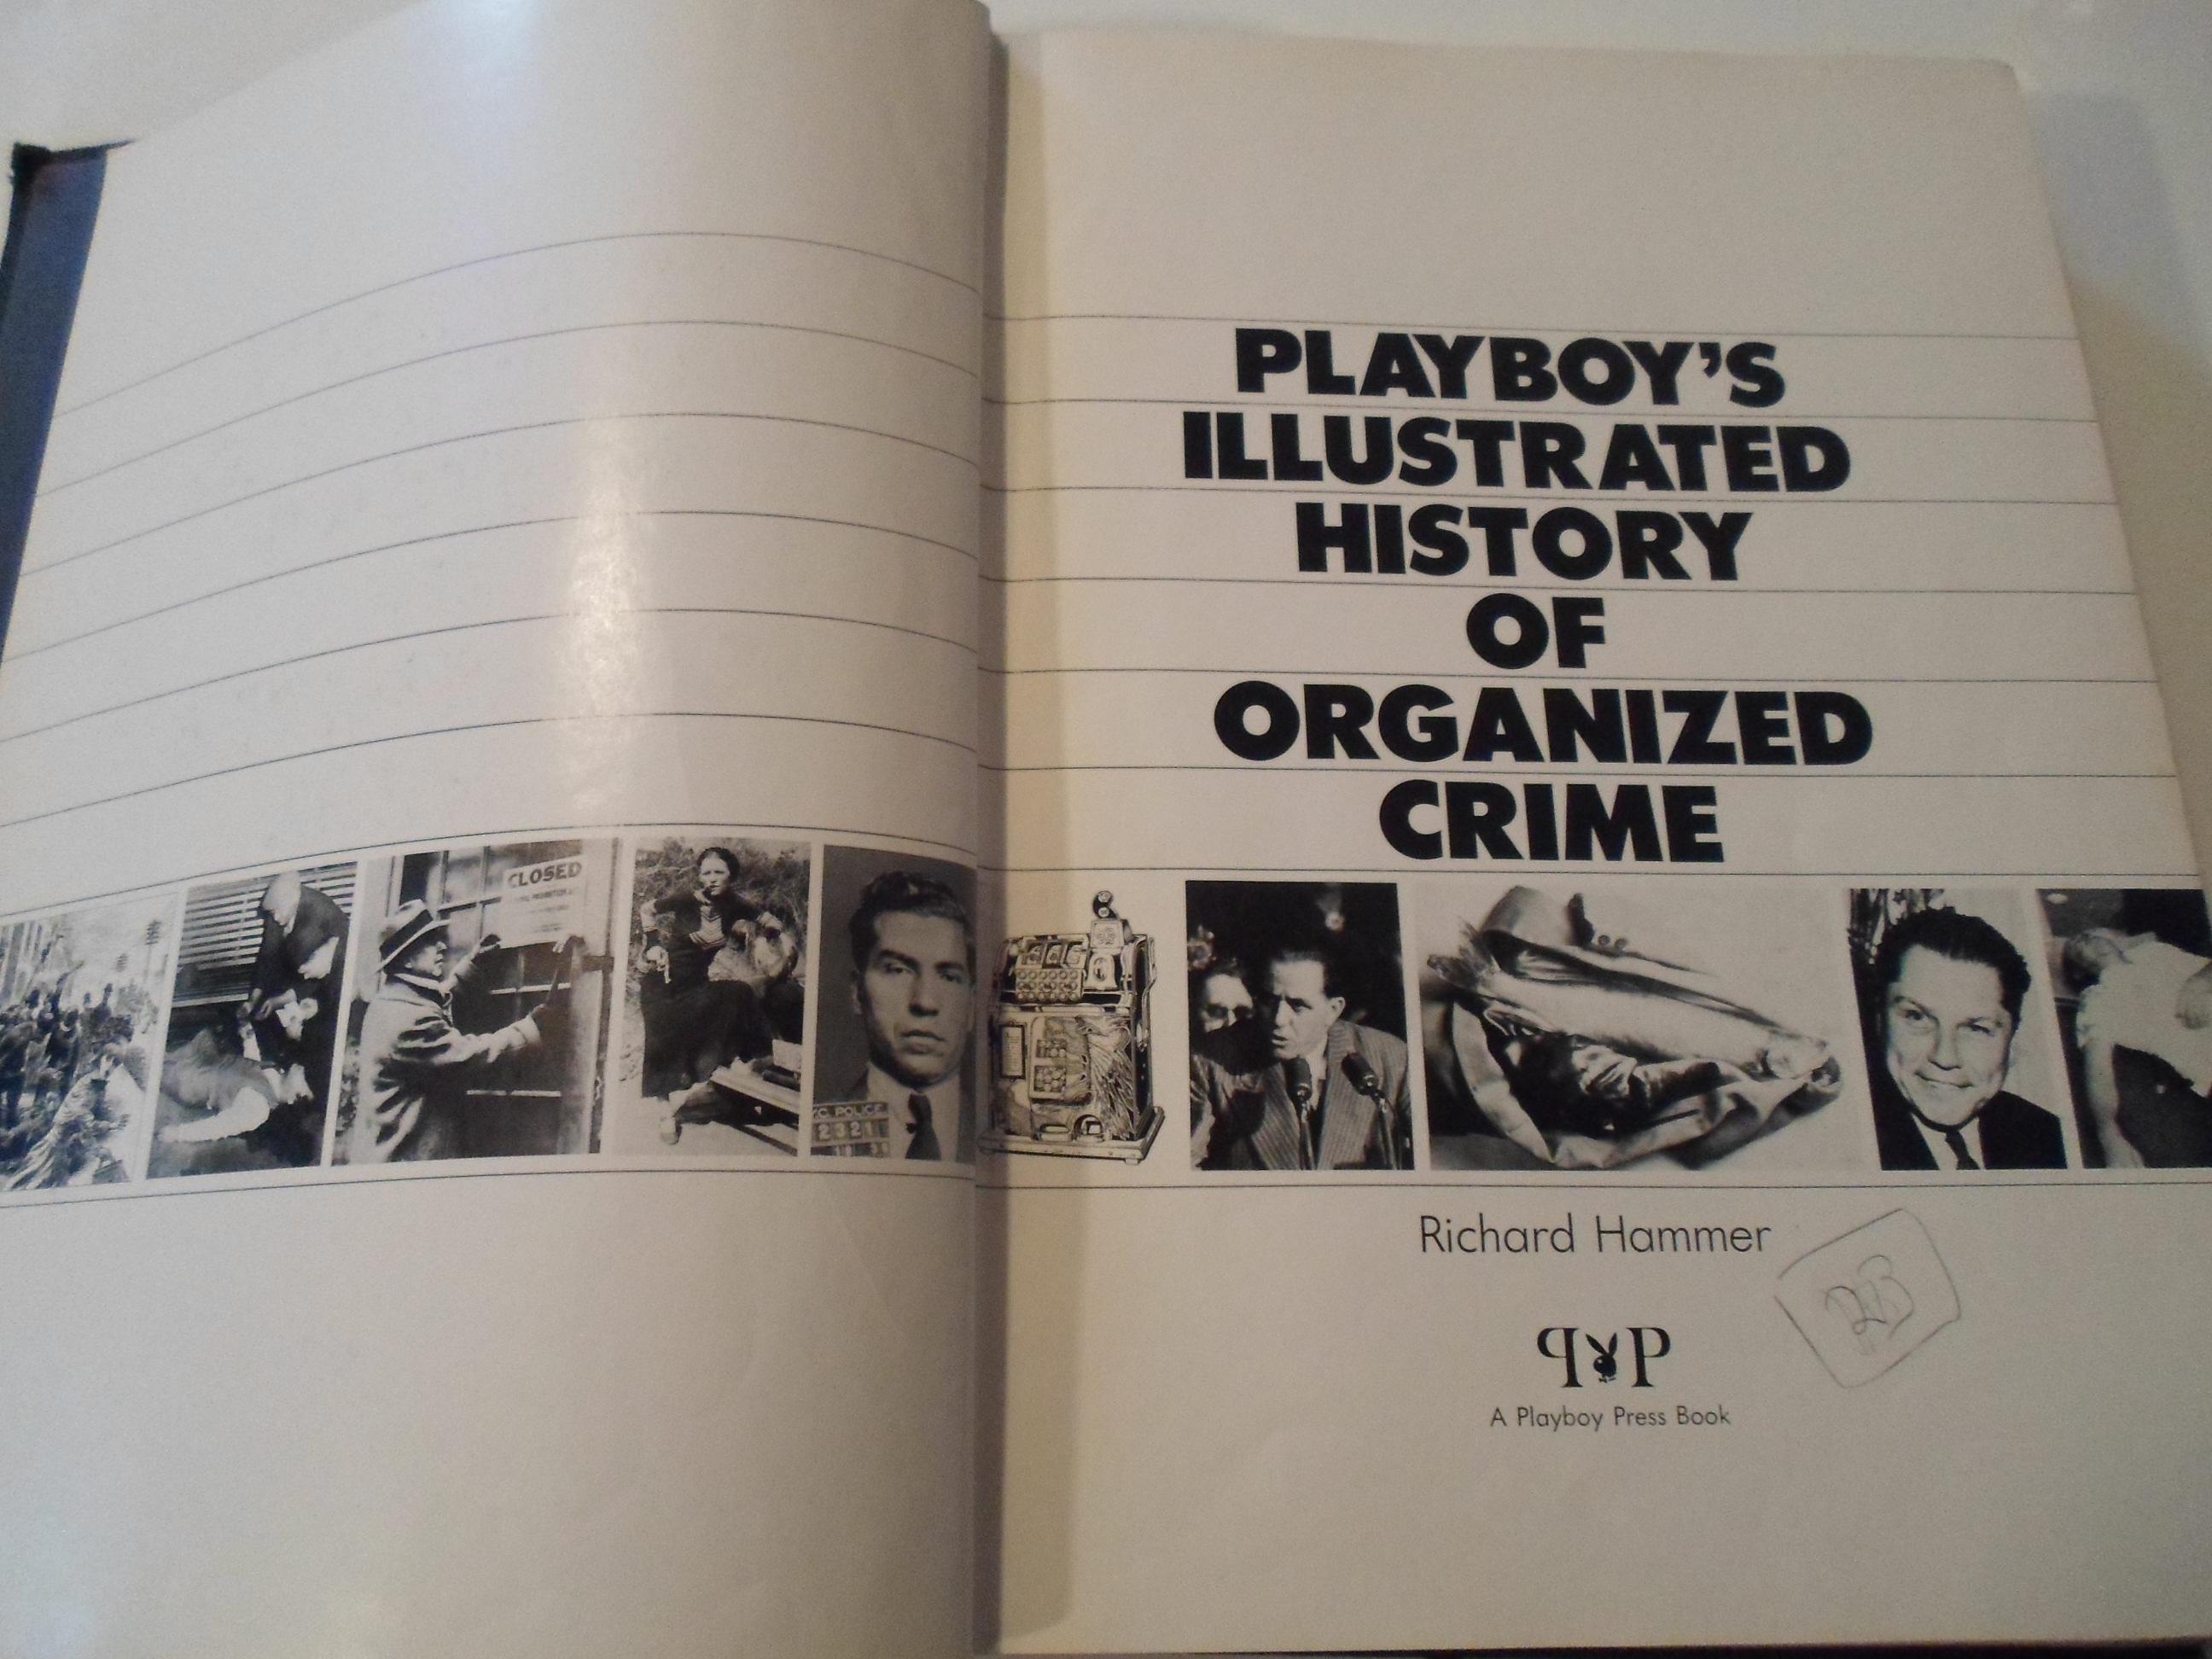 PLAYBOY'S
ILLUSTRATED
HISTORY
OF
ORGANIZED
CRIME
CLOSED
Richard Hammer
P P
A Playboy Press Book